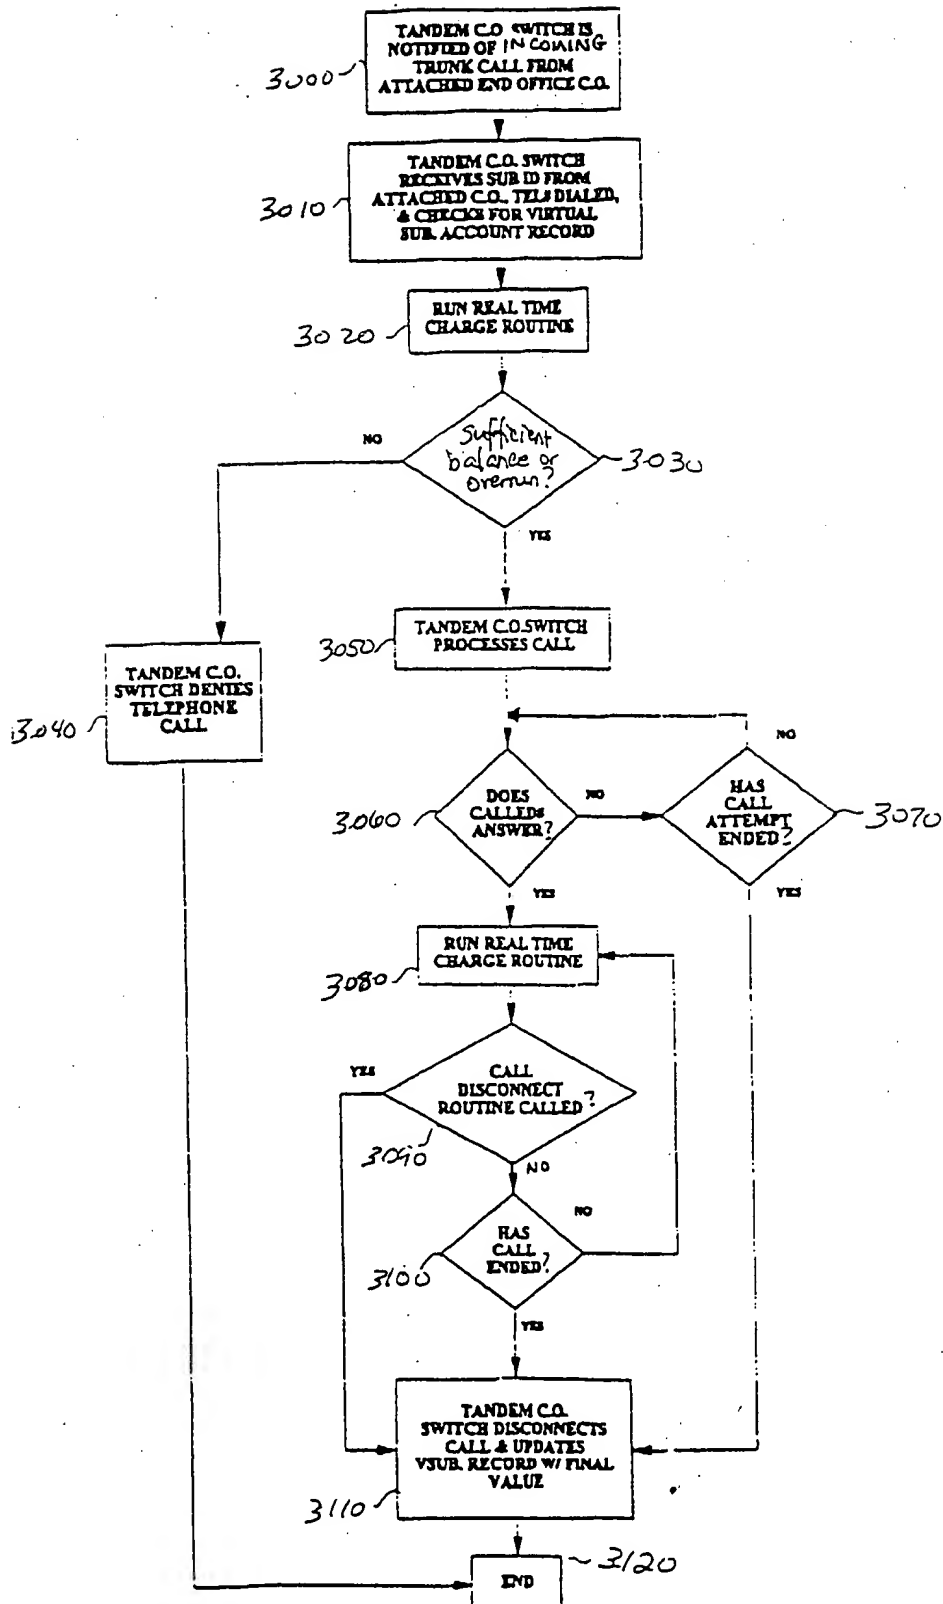 TANDEM C.O. SWITCH IS
NOTIFIED OF INCOMING
TRUNK CALL FROM
ATTACHED END OFFICE C.O.
3000
TANDEM C.O. SWITCH
RECEIVES SUB ID FROM
ATTACHED C.O., TEL# DIALED,
& CHECKS FOR VIRTUAL
SUB. ACCOUNT RECORD
3010
RUN REAL TIME
CHARGE ROUTINE
3020
NO
Sufficient
balance or
overrun?
3030
YES
TANDEM C.O.SWITCH
PROCESSES CALL
3050
TANDEM C.O.
SWITCH DENIES
TELEPHONE
CALL
3040
NO
DOES
CALLED#
ANSWER?
3060
NO
HAS
CALL
ATTEMPT
ENDED?
3070
YES
YES
RUN REAL TIME
CHARGE ROUTINE
3080
YES
CALL
DISCONNECT
ROUTINE CALLED?
3090
NO
NO
HAS
CALL
ENDED?
3100
YES
TANDEM C.O.
SWITCH DISCONNECTS
CALL & UPDATES
VSUB. RECORD W/ FINAL
VALUE
3110
3120
END